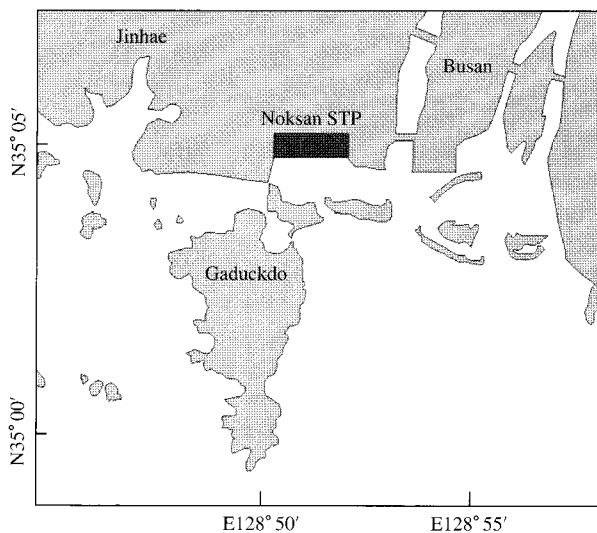 Jinhae
Busan
Noksan STP
N35°05′
Gaduckdo
N35°00′
E128°50′
E128°55′